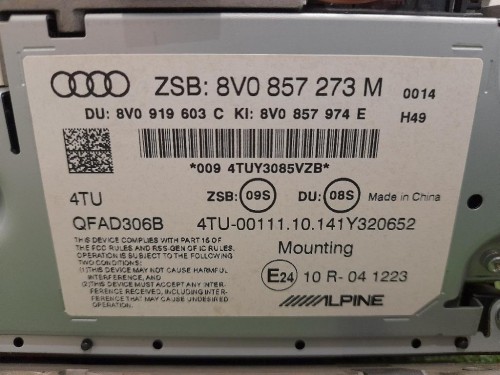 ZSB: 8V0 857 273 M 0014
DU: 8V0 919 603 C KI: 8V0 857 974 E H49
*009 4TUY3085VZB*
4TU ZSB: 09S DU: 08S Made in China
QFAD306B 4TU-00111.10.141Y320652
THIS DEVICE COMPLIES WITH PART 15 OF
THE FCC RULES AND RSS-GEN OF IC RULES.
OPERATION IS SUBJECT TO THE FOLLOWING
TWO CONDITIONS:
(1)THIS DEVICE MAY NOT CAUSE HARMFUL
INTERFERENCE, AND
(2)THIS DEVICE MUST ACCEPT ANY INTER-
FERENCE RECEIVED, INCLUDING INTER-
FERENCE THAT MAY CAUSE UNDESIRED
OPERATION.
Mounting
E24 10 R- 04 1223
ALPINE